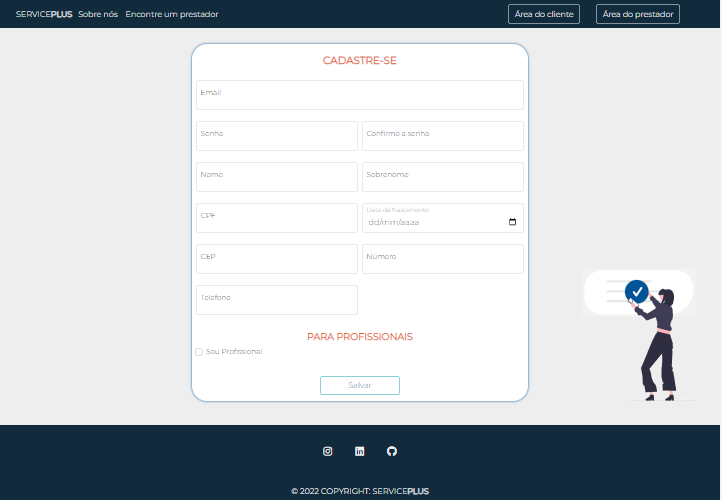 SERVICEPLUS Sobre nós Encontre um prestador Área do cliente Área do prestador
CADASTRE-SE
Email
Senha Confirme a senha
Nome Sobrenome
CPF Data de Nascimento
dd/mm/aaaa
CEP Número
Telefone
PARA PROFISSIONAIS
Sou Profissional
Salvar
© 2022 COPYRIGHT: SERVICEPLUS